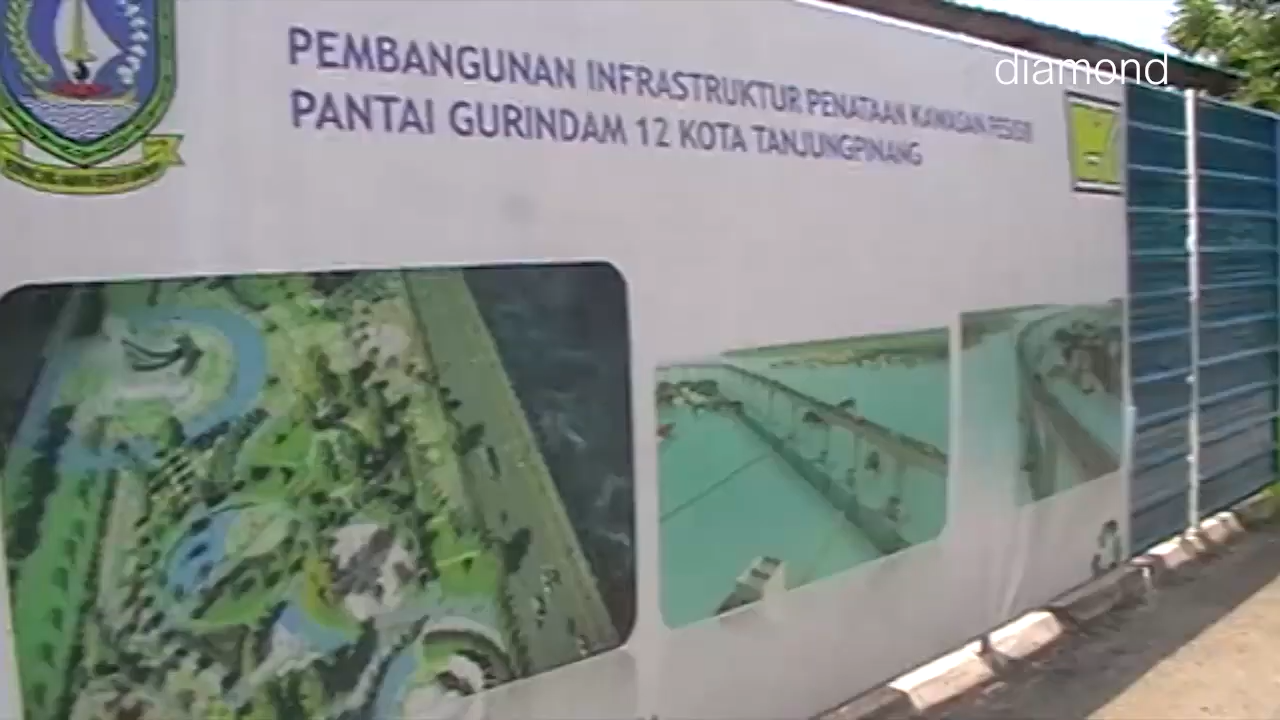 diamond
PEMBANGUNAN INFRASTRUKTUR PENATAAN KAWASAN PESISIR
PANTAI GURINDAM 12 KOTA TANJUNGPINANG